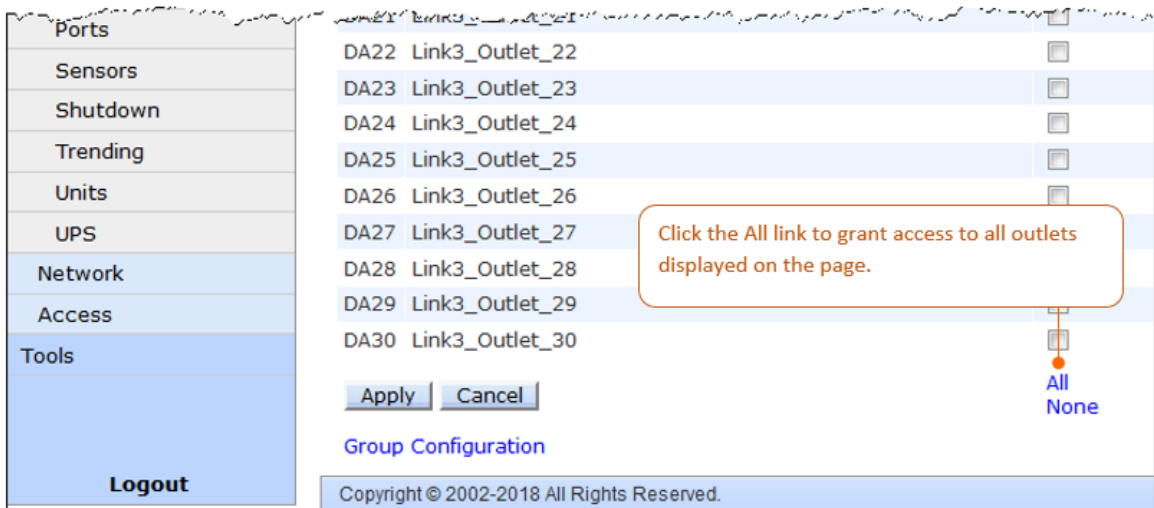 Ports
Sensors
Shutdown
Trending
Units
UPS
Network
Access
Tools
Logout
DA22 Link3_Outlet_22
DA23 Link3_Outlet_23
DA24 Link3_Outlet_24
DA25 Link3_Outlet_25
DA26 Link3_Outlet_26
DA27 Link3_Outlet_27
DA28 Link3_Outlet_28
DA29 Link3_Outlet_29
DA30 Link3_Outlet_30
Click the All link to grant access to all outlets
displayed on the page.
All
None
Apply Cancel
Group Configuration
Copyright © 2002-2018 All Rights Reserved.